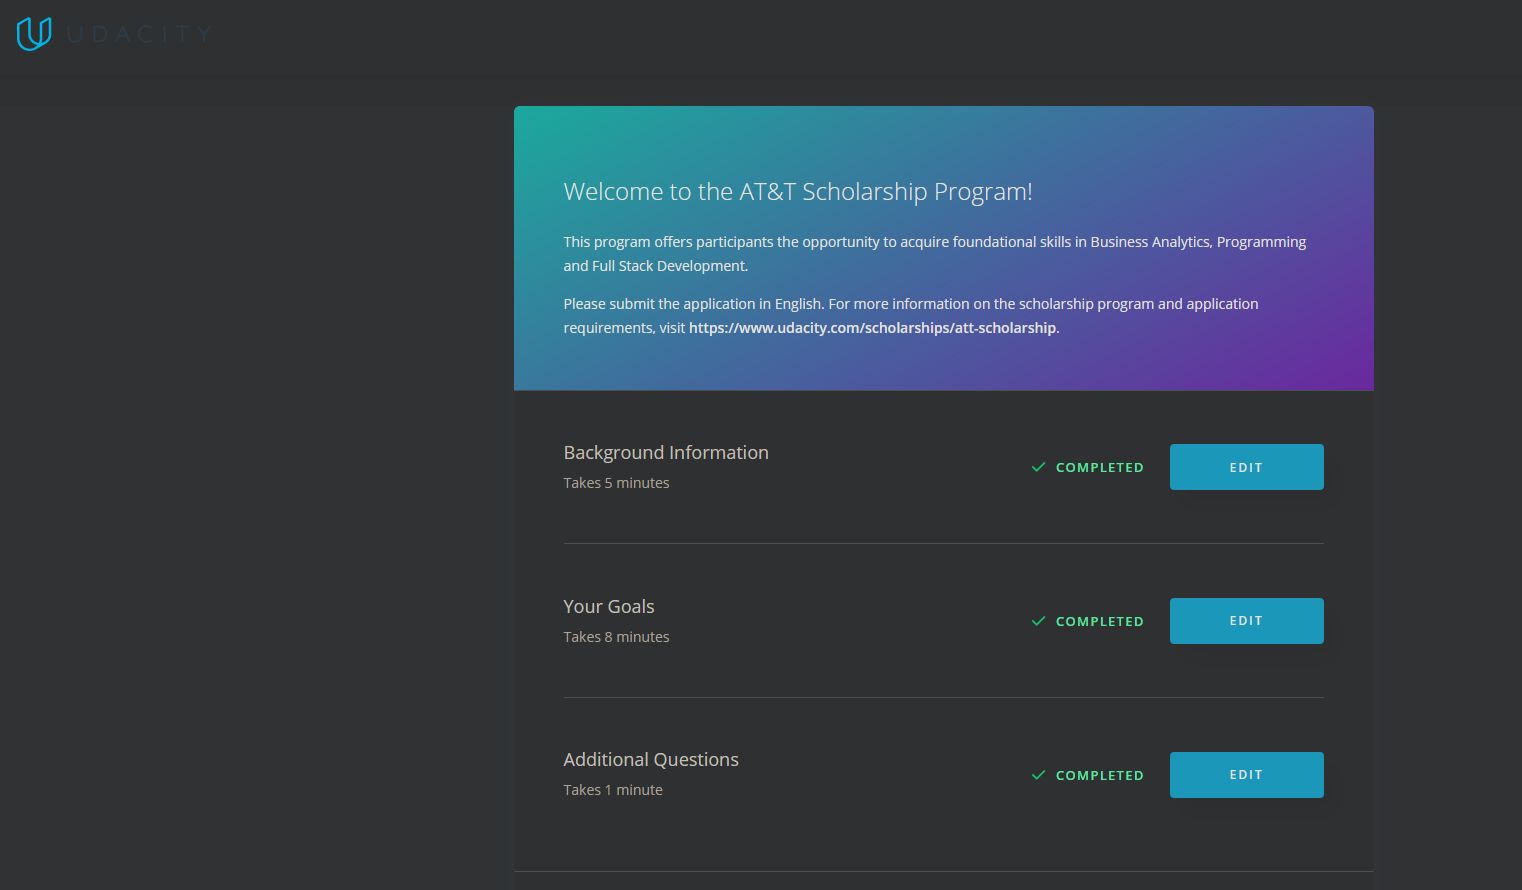 UDACITY
Welcome to the AT&T Scholarship Program!
This program offers participants the opportunity to acquire foundational skills in Business Analytics, Programming
and Full Stack Development.
Please submit the application in English. For more information on the scholarship program and application
requirements, visit https://www.udacity.com/scholarships/att-scholarship.
Background Information
Takes 5 minutes
COMPLETED
EDIT
Your Goals
Takes 8 minutes
COMPLETED
EDIT
Additional Questions
Takes 1 minute
COMPLETED
EDIT